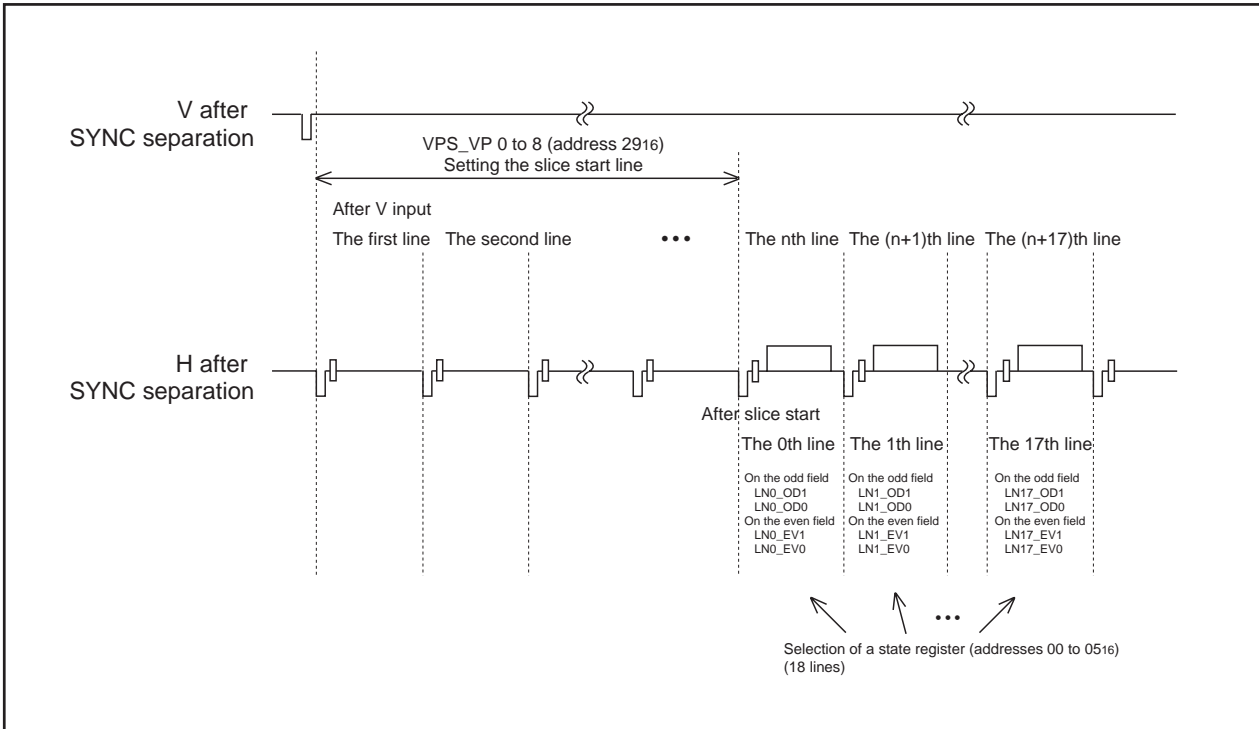 V after
SYNC separation
VPS_VP 0 to 8 (address 2916)
Setting the slice start line
After V input
The first line The second line ••• The nth line The (n+1)th line The (n+17)th line
H after
SYNC separation
After slice start
The 0th line The 1th line The 17th line
On the odd field On the odd field On the odd field
LN0_OD1 LN1_OD1 LN17_OD1
LN0_OD0 LN1_OD0 LN17_OD0
On the even field On the even field On the even field
LN0_EV1 LN1_EV1 LN17_EV1
LN0_EV0 LN1_EV0 LN17_EV0
•••
Selection of a state register (addresses 00 to 0516)
(18 lines)